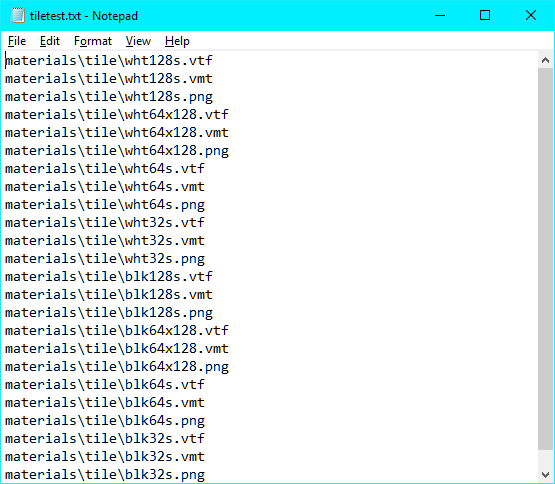 tiletest.txt - Notepad
File Edit Format View Help
materials\tile\wht128s.vtf
materials\tile\wht128s.vmt
materials\tile\wht128s.png
materials\tile\wht64x128.vtf
materials\tile\wht64x128.vmt
materials\tile\wht64x128.png
materials\tile\wht64s.vtf
materials\tile\wht64s.vmt
materials\tile\wht64s.png
materials\tile\wht32s.vtf
materials\tile\wht32s.vmt
materials\tile\wht32s.png
materials\tile\blk128s.vtf
materials\tile\blk128s.vmt
materials\tile\blk128s.png
materials\tile\blk64x128.vtf
materials\tile\blk64x128.vmt
materials\tile\blk64x128.png
materials\tile\blk64s.vtf
materials\tile\blk64s.vmt
materials\tile\blk64s.png
materials\tile\blk32s.vtf
materials\tile\blk32s.vmt
materials\tile\blk32s.png